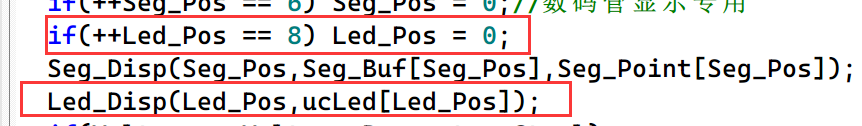 if(++Seg_Pos == 6) Seg_Pos = 0;//数码管显示专用
if(++Led_Pos == 8) Led_Pos = 0;
Seg_Disp(Seg_Pos,Seg_Buf[Seg_Pos],Seg_Point[Seg_Pos]);
Led_Disp(Led_Pos,ucLed[Led_Pos]);